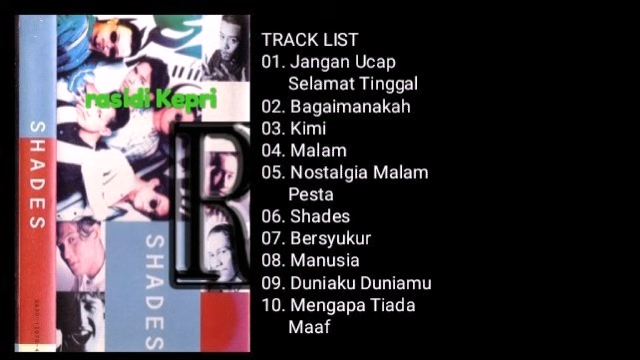 SHADES
rasidi Kepri
R
SHADES
TRACK LIST
01. Jangan Ucap
Selamat Tinggal
02. Bagaimanakah
03. Kimi
04. Malam
05. Nostalgia Malam
Pesta
06. Shades
07. Bersyukur
08. Manusia
09. Duniaku Duniamu
10. Mengapa Tiada
Maaf